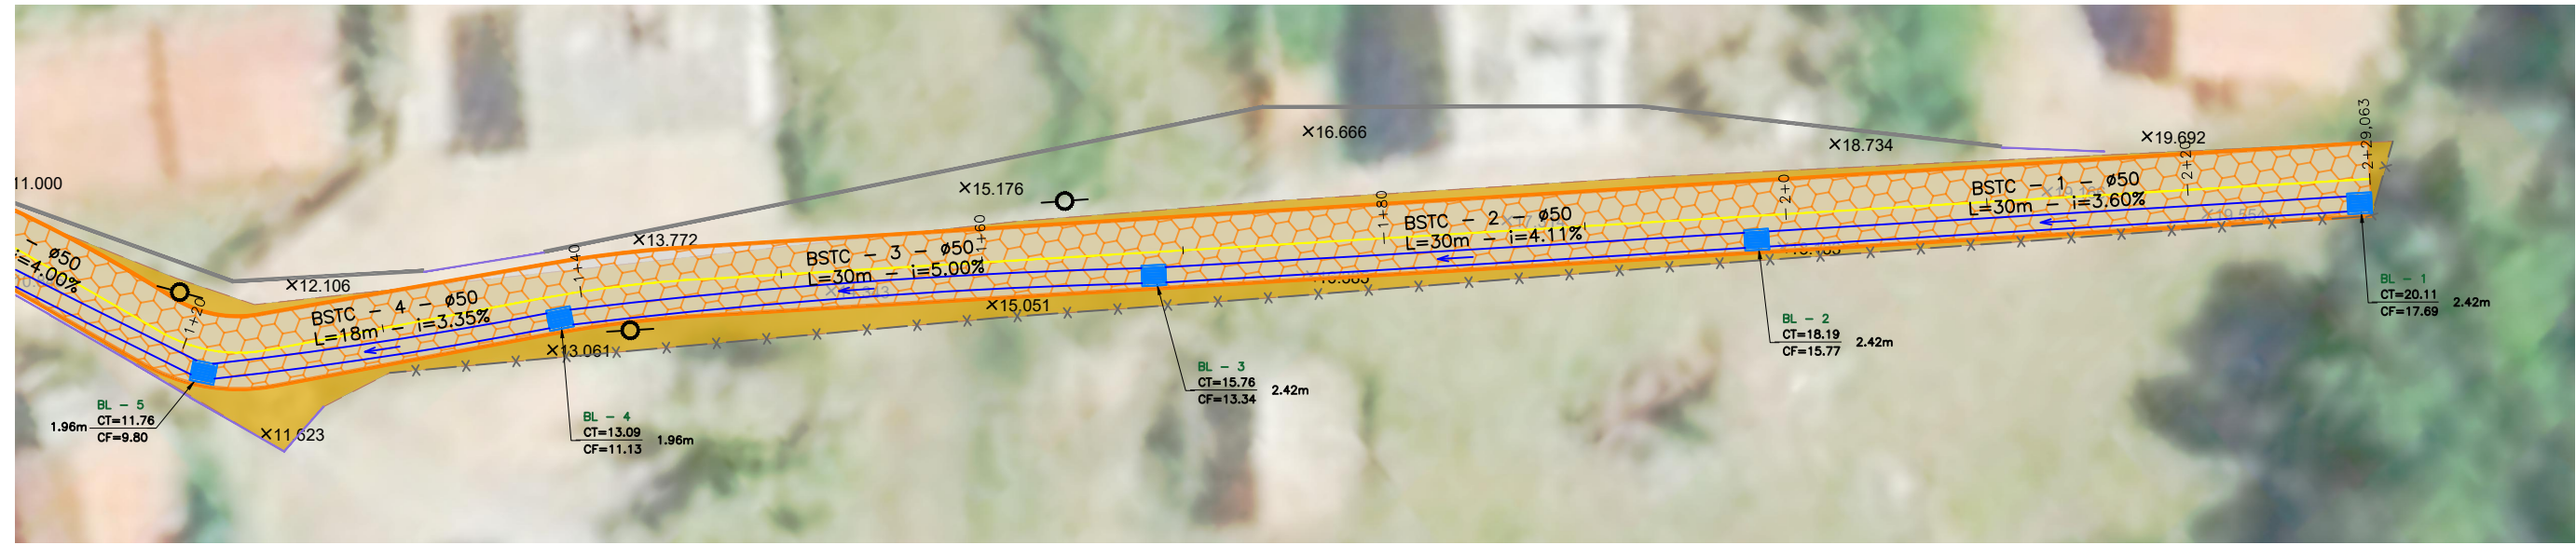 2+29,063
×16.666
×19.692
×18.734
2+20
11.000
×15.176
2+0
1+80
BSTC - 1 - ø50
L=30m - i=3.60%
BSTC - 2 - ø50
L=30m - i=4.11%
1+60
×13.772
BSTC - 3 - ø50
L=30m - i=5.00%
1+40
- ø50
i=4.00%
×12.106
BSTC - 4 - ø50
L=18m - i=3.35%
1+20
×15,051
×13.061
×11.623
BL - 1
CT=20.11
CF=17.69
2.42m
BL - 2
CT=18.19
CF=15.77
2.42m
BL - 3
CT=15.76
CF=13.34
2.42m
BL - 4
CT=13.09
CF=11.13
1.96m
BL - 5
1.96m
CT=11.76
CF=9.80